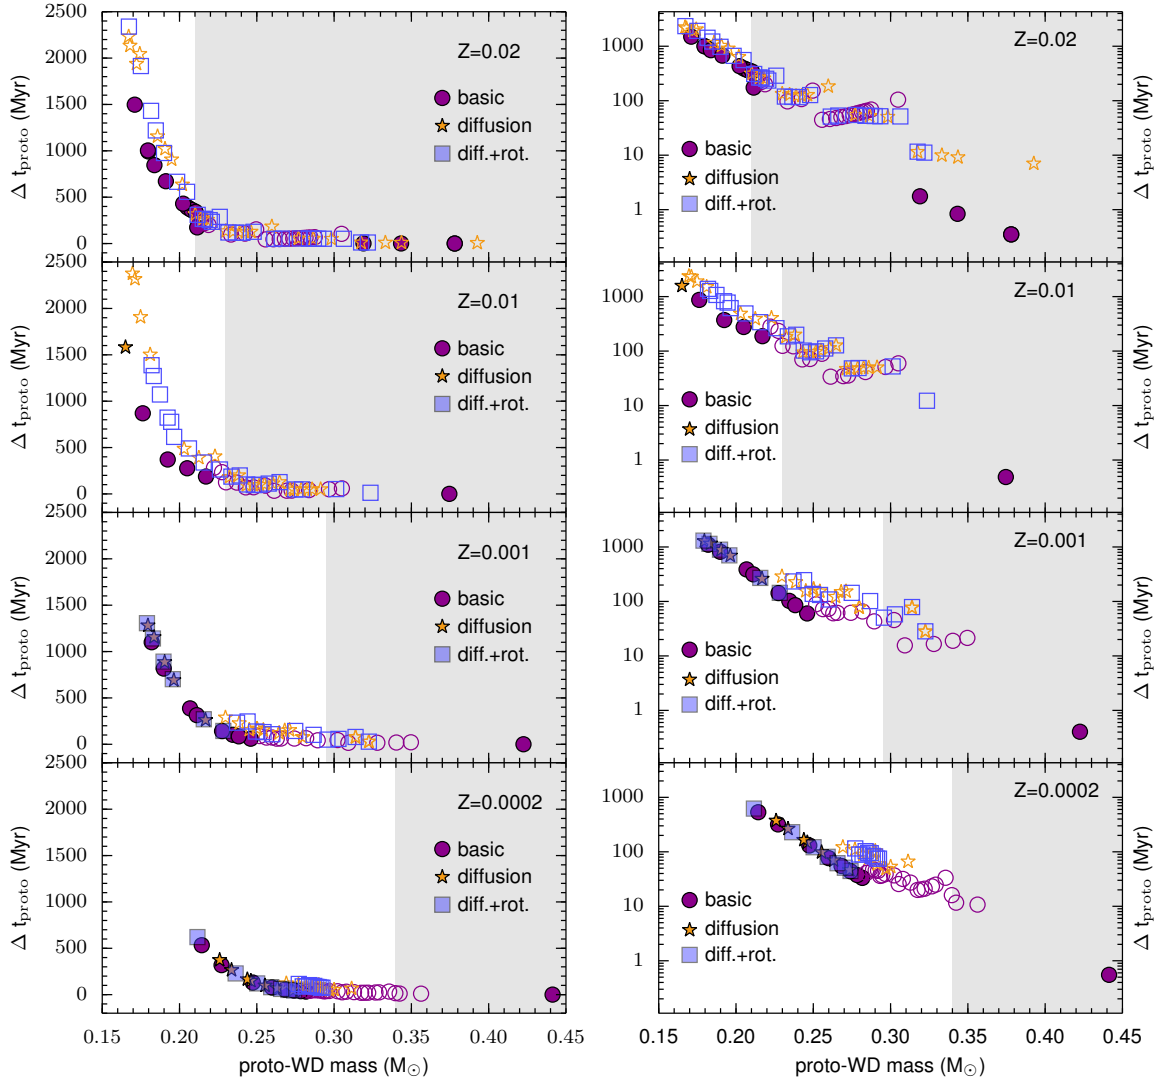 2500
2000
1500
1000
500
0
Δ t_proto (Myr)
Z=0.02
basic
diffusion
diff.+rot.
2500
2000
1500
1000
500
0
Δ t_proto (Myr)
Z=0.01
basic
diffusion
diff.+rot.
2500
2000
1500
1000
500
0
Δ t_proto (Myr)
Z=0.001
basic
diffusion
diff.+rot.
2500
2000
1500
1000
500
0
Δ t_proto (Myr)
Z=0.0002
basic
diffusion
diff.+rot.
0.15 0.20 0.25 0.30 0.35 0.40 0.45
proto-WD mass (M⊙)
1000
100
10
1
Δ t_proto (Myr)
Z=0.02
basic
diffusion
diff.+rot.
1000
100
10
1
Δ t_proto (Myr)
Z=0.01
basic
diffusion
diff.+rot.
1000
100
10
1
Δ t_proto (Myr)
Z=0.001
basic
diffusion
diff.+rot.
1000
100
10
1
Δ t_proto (Myr)
Z=0.0002
basic
diffusion
diff.+rot.
0.15 0.20 0.25 0.30 0.35 0.40 0.45
proto-WD mass (M⊙)